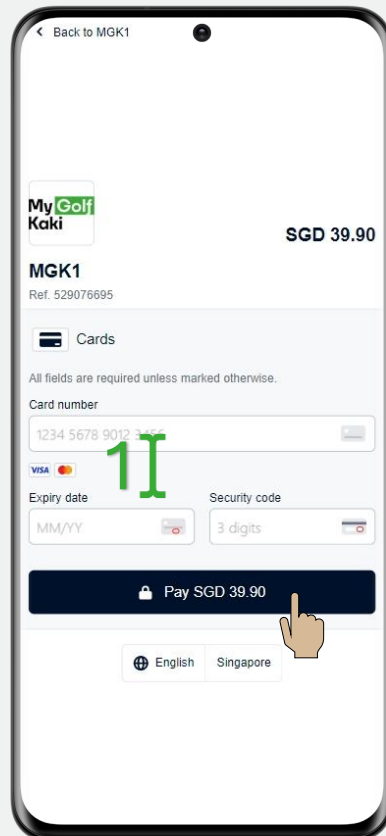 Back to MGK1
My Golf
Kaki
SGD 39.90
MGK1
Ref. 529076695
Cards
All fields are required unless marked otherwise.
Card number
1234 5678 9012 3456
VISA
1
Expiry date
Security code
MM/YY
3 digits
Pay SGD 39.90
English
Singapore